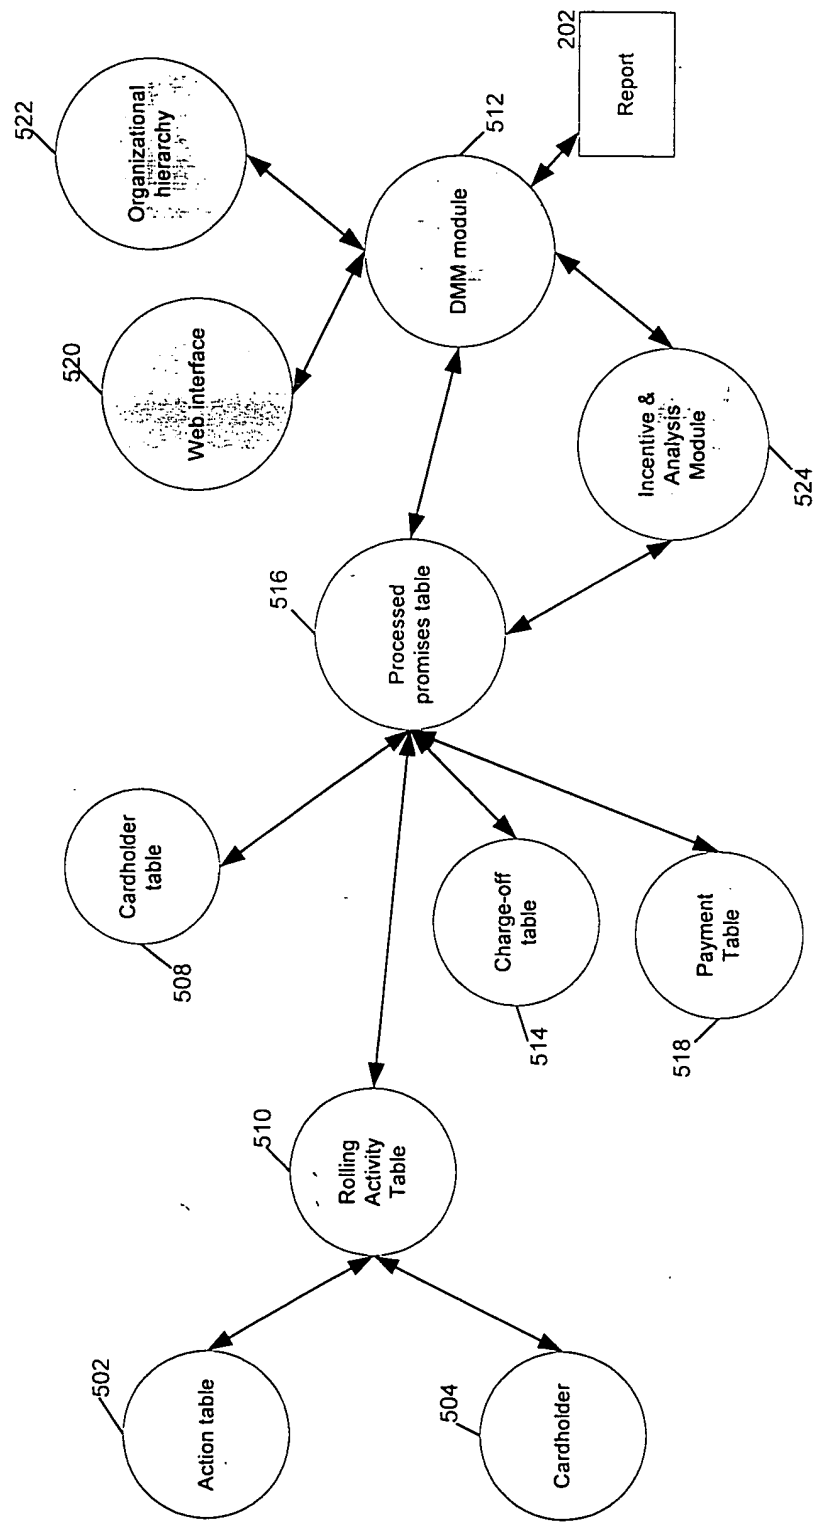 502
Action table
504
Cardholder
510
Rolling
Activity
Table
508
Cardholder
table
514
Charge-off
table
518
Payment
Table
516
Processed
promises table
520
Web interface
522
Organizational
hierarchy
512
DMM module
524
Incentive &
Analysis
Module
202
Report